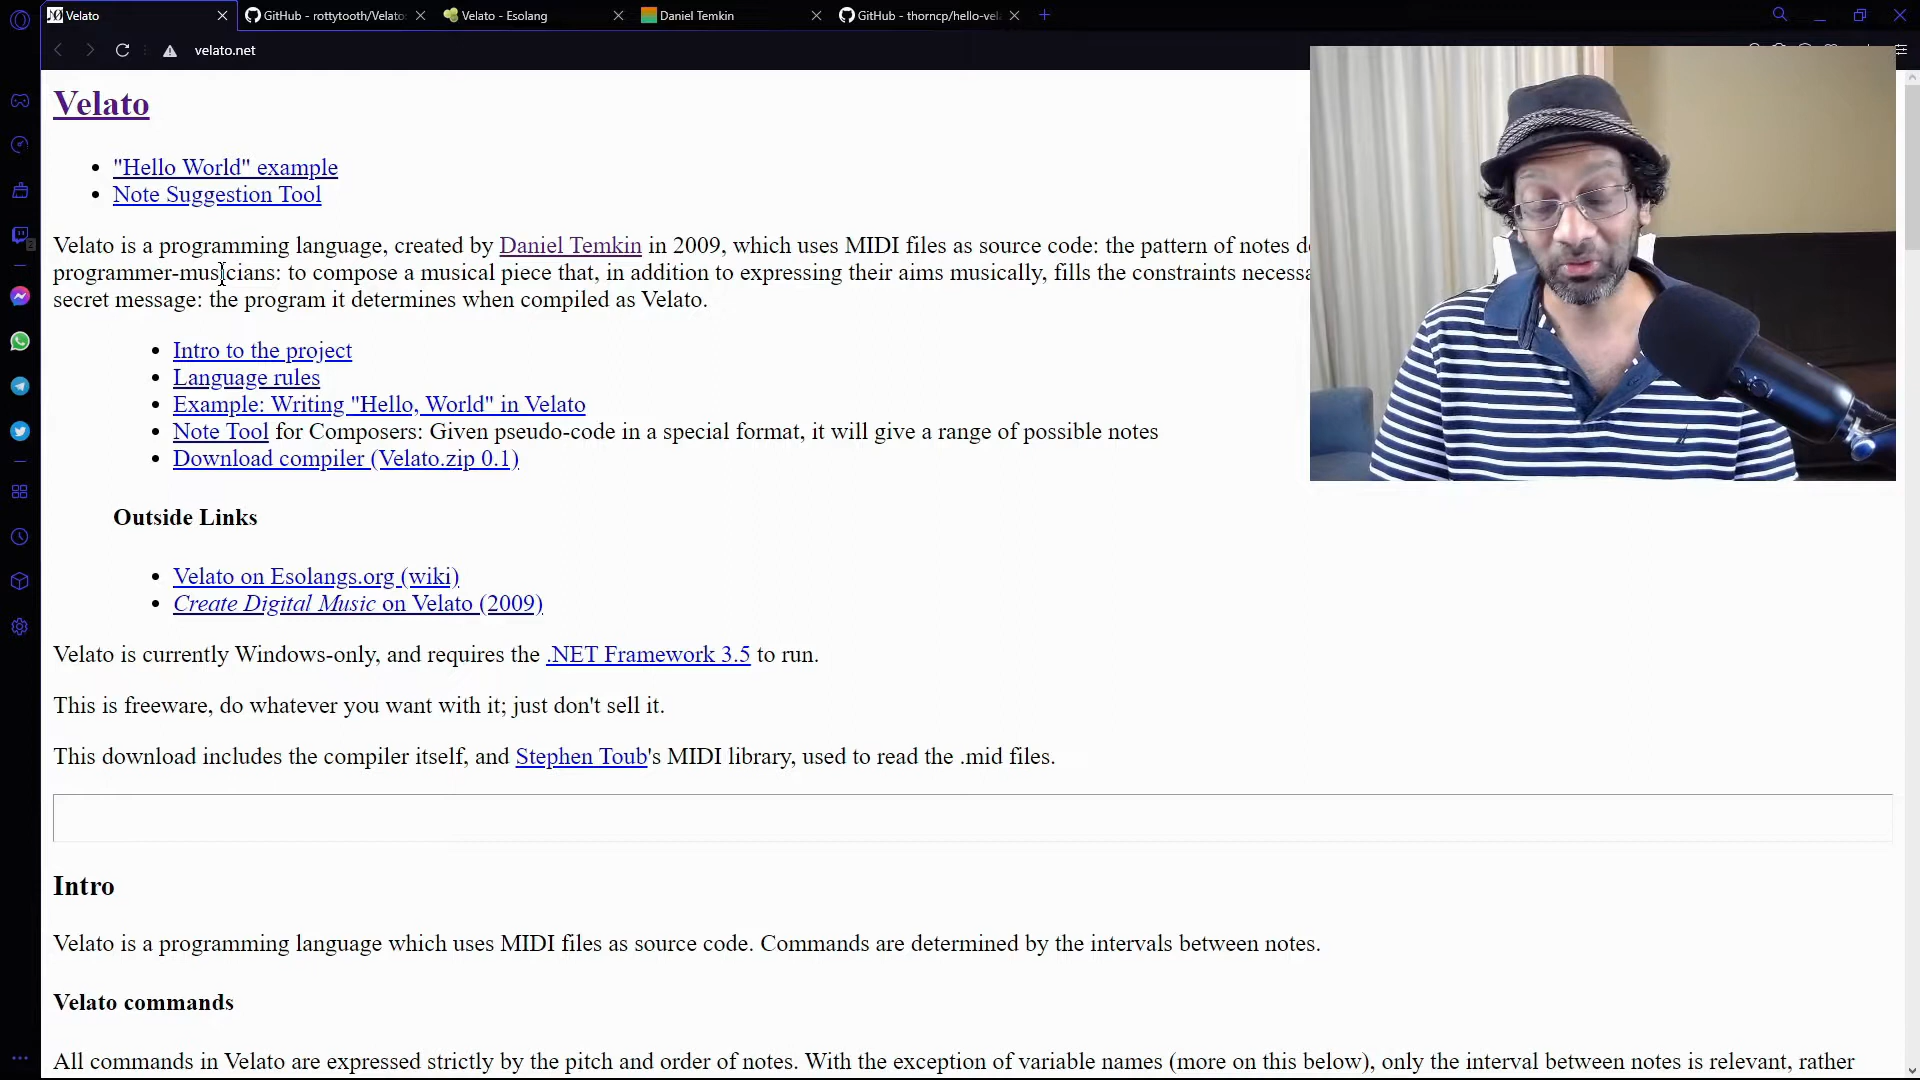 Velato
GitHub - rottytooth/Velato:
Velato - Esolang
Daniel Temkin
GitHub - thorncp/hello-vel
velato.net
Velato
"Hello World" example
Note Suggestion Tool
Velato is a programming language, created by Daniel Temkin in 2009, which uses MIDI files as source code: the pattern of notes
programmer-musicians: to compose a musical piece that, in addition to expressing their aims musically, fills the constraints
secret message: the program it determines when compiled as Velato.
Intro to the project
Language rules
Example: Writing "Hello, World" in Velato
Note Tool for Composers: Given pseudo-code in a special format, it will give a range of possible notes
Download compiler (Velato.zip 0.1)
Outside Links
Velato on Esolangs.org (wiki)
Create Digital Music on Velato (2009)
Velato is currently Windows-only, and requires the .NET Framework 3.5 to run.
This is freeware, do whatever you want with it; just don't sell it.
This download includes the compiler itself, and Stephen Toub's MIDI library, used to read the .mid files.
Intro
Velato is a programming language which uses MIDI files as source code. Commands are determined by the intervals between notes.
Velato commands
All commands in Velato are expressed strictly by the pitch and order of notes. With the exception of variable names (more on this below), only the interval between notes is relevant, rather